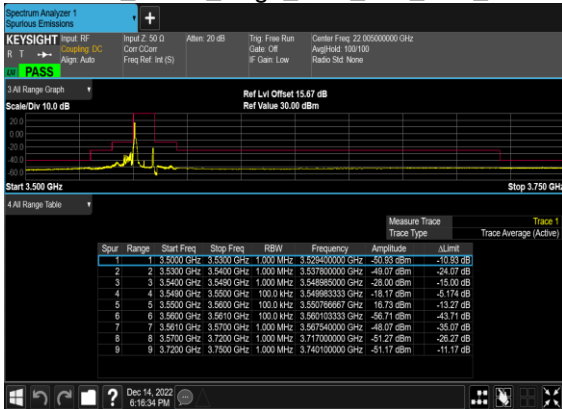 Spectrum Analyzer 1
Spurious Emissions
KEYSIGHT Input: RF Input Z: 50 Ω Atten: 20 dB Trig: Free Run Center Freq: 22.005000000 GHz
R T Coupling: DC Corr CCorr Gate: Off Avg|Hold: 100/100
Align: Auto Freq Ref: Int (S) IF Gain: Low Radio Std: None
PASS
3 All Range Graph
Ref Lvl Offset 15.67 dB
Scale/Div 10.0 dB Ref Value 30.00 dBm
20.0
0.00
-20.0
-40.0
-60.0
Start 3.500 GHz Stop 3.750 GHz
4 All Range Table
Measure Trace Trace 1
Trace Type Trace Average (Active)
Spur Range Start Freq Stop Freq RBW Frequency Amplitude ΔLimit
1 1 3.5000 GHz 3.5300 GHz 1.000 MHz 3.529400000 GHz -50.93 dBm -10.93 dB
2 2 3.5300 GHz 3.5400 GHz 1.000 MHz 3.537800000 GHz -49.07 dBm -24.07 dB
3 3 3.5400 GHz 3.5490 GHz 1.000 MHz 3.548985000 GHz -28.00 dBm -15.00 dB
4 4 3.5490 GHz 3.5500 GHz 100.0 kHz 3.549983333 GHz -18.17 dBm -5.174 dB
5 5 3.5500 GHz 3.5600 GHz 100.0 kHz 3.550766667 GHz 16.73 dBm -13.27 dB
6 6 3.5600 GHz 3.5610 GHz 100.0 kHz 3.560103333 GHz -56.71 dBm -43.71 dB
7 7 3.5610 GHz 3.5700 GHz 1.000 MHz 3.567540000 GHz -48.07 dBm -35.07 dB
8 8 3.5700 GHz 3.7200 GHz 1.000 MHz 3.717000000 GHz -51.27 dBm -26.27 dB
9 9 3.7200 GHz 3.7500 GHz 1.000 MHz 3.740100000 GHz -51.17 dBm -11.17 dB
Dec 14, 2022
6:16:34 PM